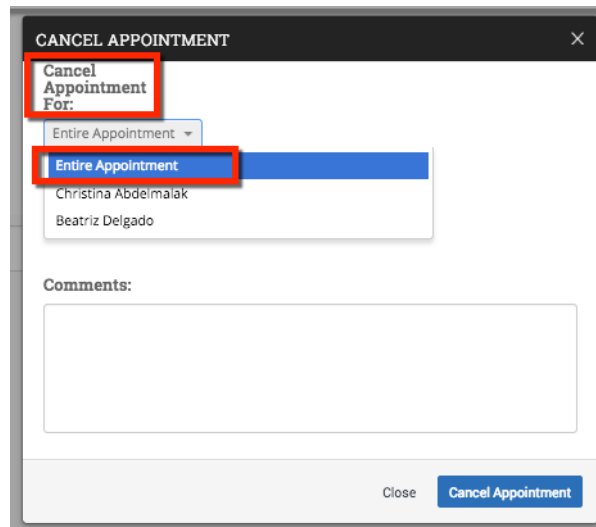 CANCEL APPOINTMENT
Cancel
Appointment
For:
Entire Appointment
Entire Appointment
Christina Abdelmalak
Beatriz Delgado
Comments:
Close Cancel Appointment